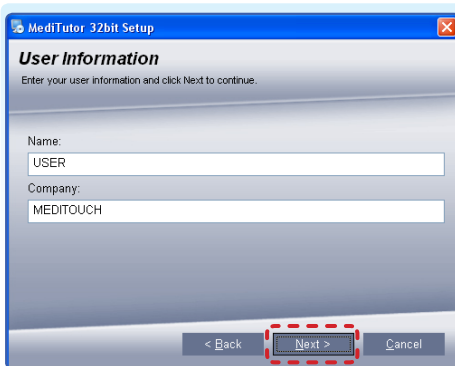 MediTutor 32bit Setup
User Information
Enter your user information and click Next to continue.
Name:
USER
Company:
MEDITOUCH
< Back Next > Cancel